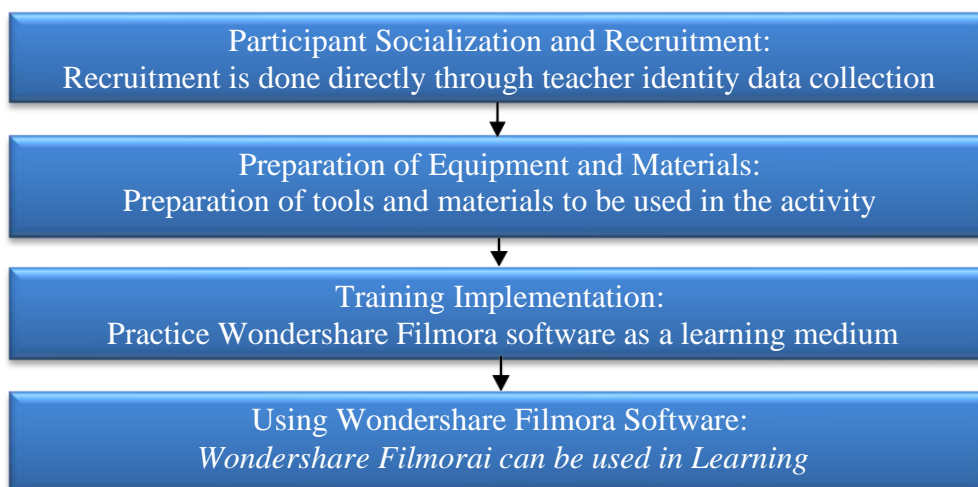 Participant Socialization and Recruitment:
Recruitment is done directly through teacher identity data collection
Preparation of Equipment and Materials:
Preparation of tools and materials to be used in the activity
Training Implementation:
Practice Wondershare Filmora software as a learning medium
Using Wondershare Filmora Software:
Wondershare Filmorai can be used in Learning